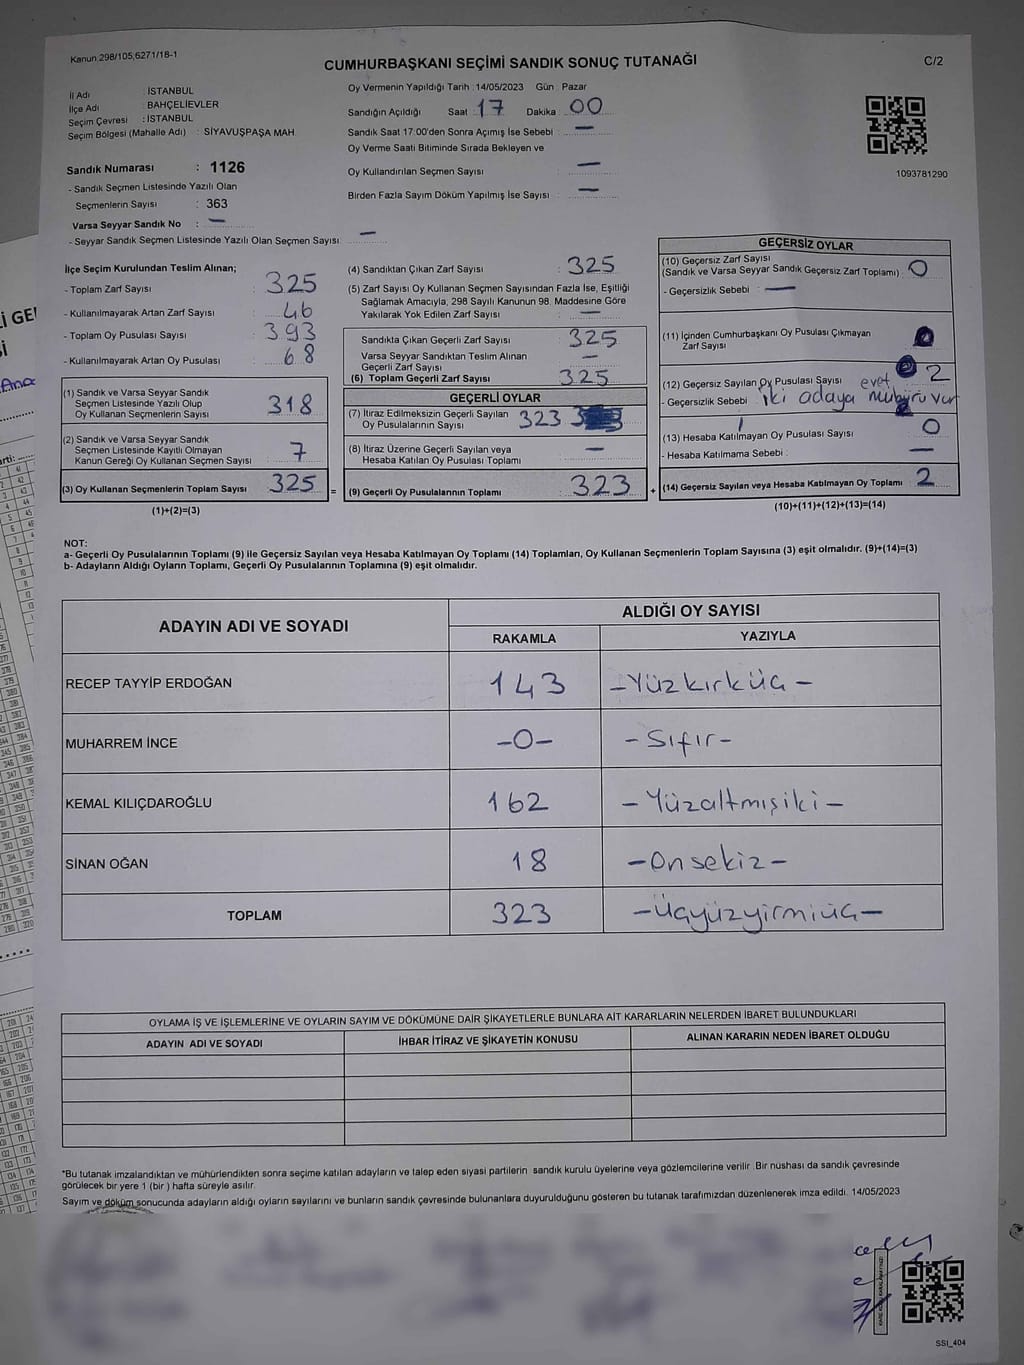 Kanun.298/105,6271/18-1
CUMHURBAŞKANI SEÇİMİ SANDIK SONUÇ TUTANAĞI
C/2
İl Adı : İSTANBUL
İlçe Adı : BAHÇELİEVLER
Seçim Çevresi : İSTANBUL
Seçim Bölgesi (Mahalle Adı) : SİYAVUŞPAŞA MAH.
Sandık Numarası : 1126
- Sandık Seçmen Listesinde Yazılı Olan
Seçmenlerin Sayısı : 363
Varsa Seyyar Sandık No : —
- Seyyar Sandık Seçmen Listesinde Yazılı Olan Seçmen Sayısı : —
Oy Vermenin Yapıldığı Tarih : 14/05/2023 Gün : Pazar
Sandığın Açıldığı Saat : 17 Dakika : 00
Sandık Saat 17:00'den Sonra Açımış İse Sebebi : —
Oy Verme Saati Bitiminde Sırada Bekleyen ve
Oy Kullandırılan Seçmen Sayısı : —
Birden Fazla Sayım Döküm Yapılmış İse Sayısı : —
1093781290
İlçe Seçim Kurulundan Teslim Alınan;
- Toplam Zarf Sayısı : 325
- Kullanılmayarak Artan Zarf Sayısı : 46
- Toplam Oy Pusulası Sayısı : 393
- Kullanılmayarak Artan Oy Pusulası : 68
(1) Sandık ve Varsa Seyyar Sandık
Seçmen Listesinde Yazılı Olup
Oy Kullanan Seçmenlerin Sayısı : 318
(2) Sandık ve Varsa Seyyar Sandık
Seçmen Listesinde Kayıtlı Olmayan
Kanun Gereği Oy Kullanan Seçmen Sayısı : 7
(3) Oy Kullanan Seçmenlerin Toplam Sayısı : 325
(1)+(2)=(3)
=
(4) Sandıktan Çıkan Zarf Sayısı : 325
(5) Zarf Sayısı Oy Kullanan Seçmen Sayısından Fazla İse, Eşitliği
Sağlamak Amacıyla, 298 Sayılı Kanunun 98. Maddesine Göre
Yakılarak Yok Edilen Zarf Sayısı : —
Sandıkta Çıkan Geçerli Zarf Sayısı : 325
Varsa Seyyar Sandıktan Teslim Alınan
Geçerli Zarf Sayısı : —
(6) Toplam Geçerli Zarf Sayısı : 325
GEÇERLİ OYLAR
(7) İtiraz Edilmeksizin Geçerli Sayılan
Oy Pusulalarının Sayısı : 323
(8) İtiraz Üzerine Geçerli Sayılan veya
Hesaba Katılan Oy Pusulası Toplamı : —
(9) Geçerli Oy Pusulalarının Toplamı : 323
+
GEÇERSİZ OYLAR
(10) Geçersiz Zarf Sayısı
(Sandık ve Varsa Seyyar Sandık Geçersiz Zarf Toplamı) : 0
- Geçersizlik Sebebi : —
(11) İçinden Cumhurbaşkanı Oy Pusulası Çıkmayan
Zarf Sayısı
(12) Geçersiz Sayılan Oy Pusulası Sayısı : evet 2
- Geçersizlik Sebebi : iki adaya mührü var
(13) Hesaba Katılmayan Oy Pusulası Sayısı : 0
- Hesaba Katılmama Sebebi : —
(14) Geçersiz Sayılan veya Hesaba Katılmayan Oy Toplamı : 2
(10)+(11)+(12)+(13)=(14)
NOT:
a- Geçerli Oy Pusulalarının Toplamı (9) ile Geçersiz Sayılan veya Hesaba Katılmayan Oy Toplamı (14) Toplamları, Oy Kullanan Seçmenlerin Toplam Sayısına (3) eşit olmalıdır. (9)+(14)=(3)
b- Adayların Aldığı Oyların Toplamı, Geçerli Oy Pusulalarının Toplamına (9) eşit olmalıdır.
ADAYIN ADI VE SOYADI
ALDIĞI OY SAYISI
RAKAMLA YAZIYLA
RECEP TAYYİP ERDOĞAN 143 -Yüzkırküç-
MUHARREM İNCE -0- -Sıfır-
KEMAL KILIÇDAROĞLU 162 -Yüzaltmışiki-
SİNAN OĞAN 18 -Onsekiz-
TOPLAM 323 -Üçyüzyirmiüç-
OYLAMA İŞ VE İŞLEMLERİNE VE OYLARIN SAYIM VE DÖKÜMÜNE DAİR ŞİKAYETLERLE BUNLARA AİT KARARLARIN NELERDEN İBARET BULUNDUKLARI
ADAYIN ADI VE SOYADI İHBAR İTİRAZ VE ŞİKAYETİN KONUSU ALINAN KARARIN NEDEN İBARET OLDUĞU
*Bu tutanak imzalandıktan ve mühürlendikten sonra seçime katılan adayların ve talep eden siyasi partilerin sandık kurulu üyelerine veya gözlemcilerine verilir. Bir nüshası da sandık çevresinde
görülecek bir yere 1 (bir ) hafta süreyle asılır.
Sayım ve döküm sonucunda adayların aldığı oyların sayılarını ve bunların sandık çevresinde bulunanlara duyurulduğunu gösteren bu tutanak tarafımızdan düzenlenerek imza edildi. 14/05/2023
SSI_404